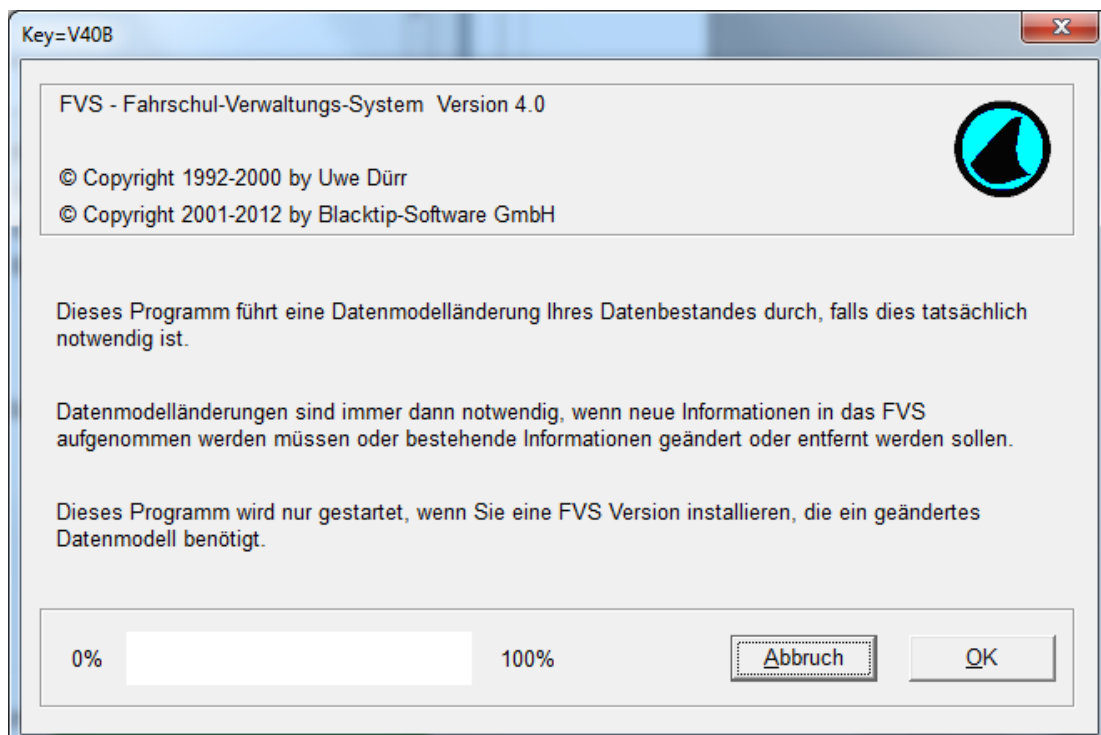 Key=V40B
FVS - Fahrschul-Verwaltungs-System Version 4.0
© Copyright 1992-2000 by Uwe Dürr
© Copyright 2001-2012 by Blacktip-Software GmbH
Dieses Programm führt eine Datenmodelländerung Ihres Datenbestandes durch, falls dies tatsächlich
notwendig ist.
Datenmodelländerungen sind immer dann notwendig, wenn neue Informationen in das FVS
aufgenommen werden müssen oder bestehende Informationen geändert oder entfernt werden sollen.
Dieses Programm wird nur gestartet, wenn Sie eine FVS Version installieren, die ein geändertes
Datenmodell benötigt.
0% 100% Abbruch OK